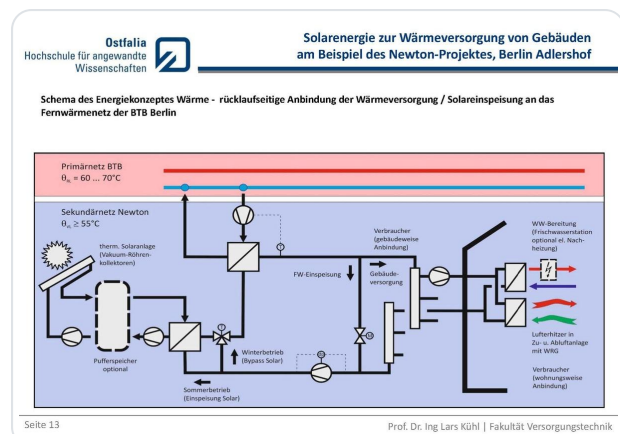 Ostfalia
Hochschule für angewandte
Wissenschaften
Solarenergie zur Wärmeversorgung von Gebäuden
am Beispiel des Newton-Projektes, Berlin Adlershof
Schema des Energiekonzeptes Wärme - rücklaufseitige Anbindung der Wärmeversorgung / Solareinspeisung an das
Fernwärmenetz der BTB Berlin
Primärnetz BTB
= 60 ... 70°C
Sekundärnetz Newton
≥ 55°C
therm. Solaranlage
(Vakuum-Röhren-
kollektoren)
Pufferspeicher
optional
T
Winterbetrieb
(Bypass Solar)
Sommerbetrieb
(Einspeisung Solar)
FW-Einspeisung
Verbraucher
(gebäudeweise
Anbindung)
Gebäude-
versorgung
M
WW-Bereitung
(Frischwasserstation
optional el. Nach-
heizung)
Lufterhitzer in
Zu- u. Abluftanlage
mit WRG
Verbraucher
(wohnungsweise
Anbindung)
Seite 13
Prof. Dr. Ing Lars Kühl | Fakultät Versorgungstechnik